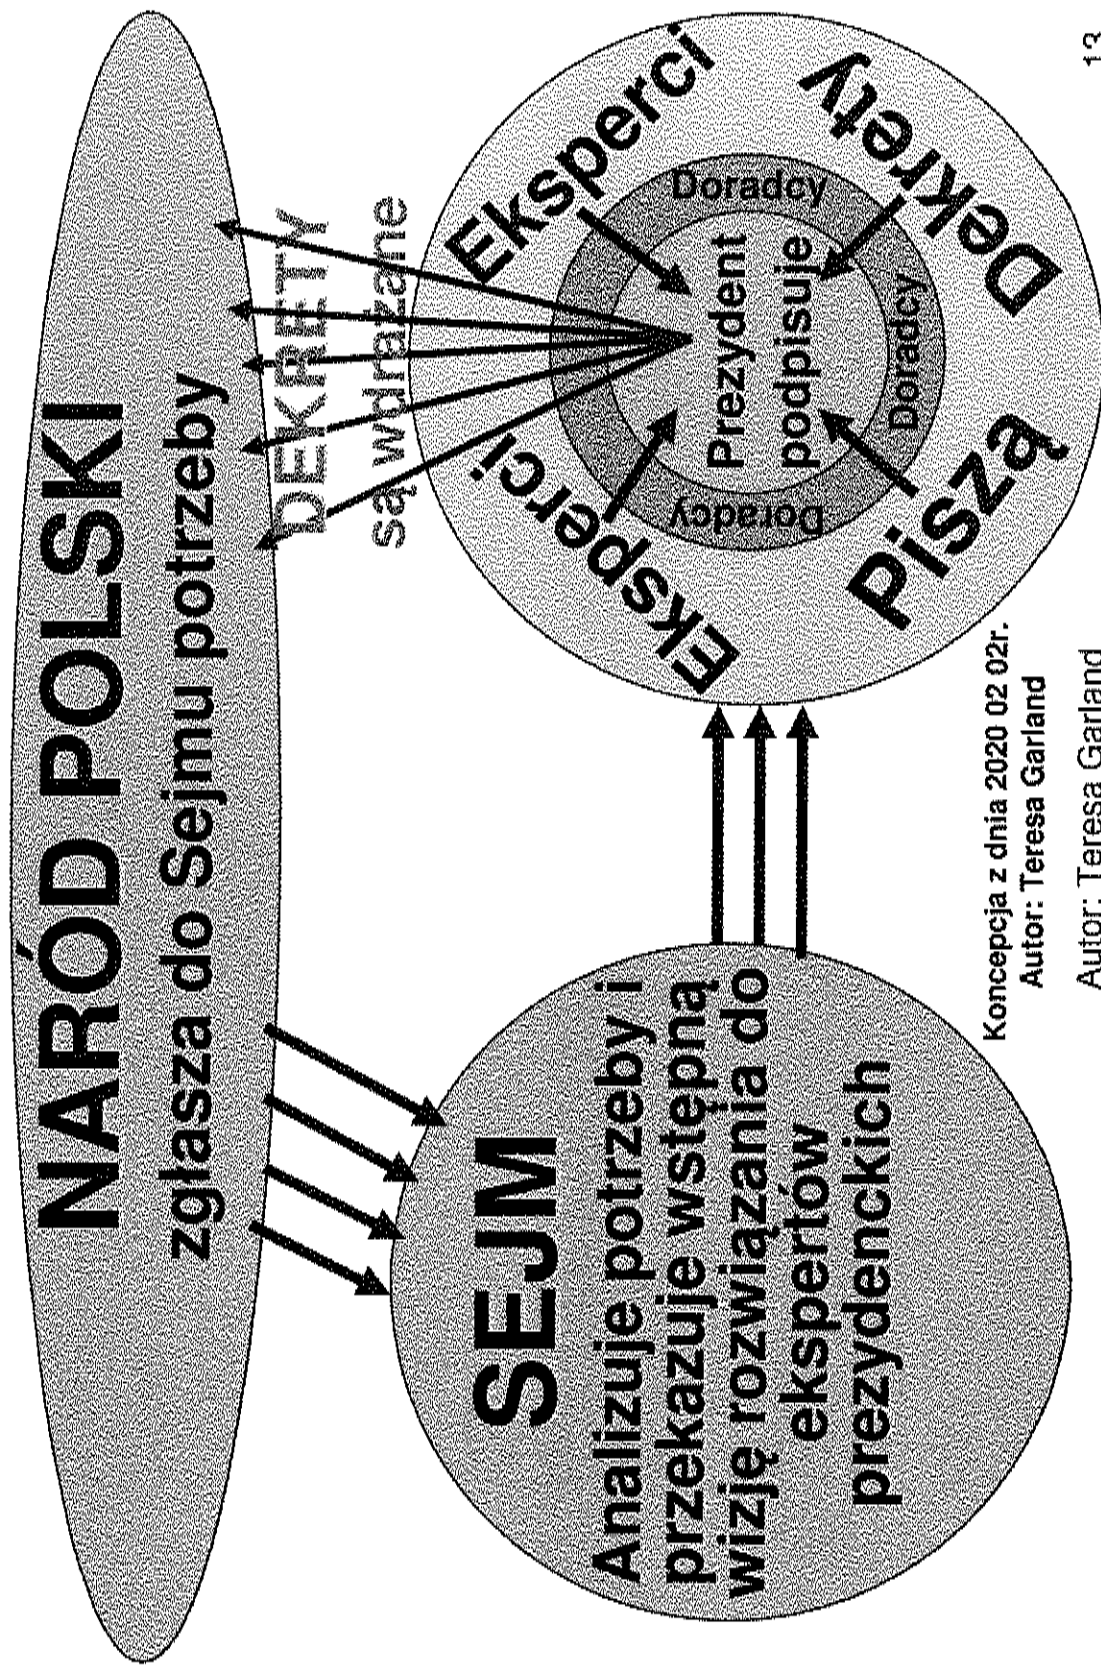 NARÓD POLSKI
zgłasza do Sejmu potrzeby
DEKRETY
są wdrażane
SEJM
Analizuje potrzeby i
przekazuje wstępną
wizję rozwiązania do
ekspertów
prezydenckich
Eksperci
Eksperci
Piszą
Dekrety
Doradcy
Doradcy
Doradcy
Prezydent
podpisuje
Koncepcja z dnia 2020 02 02r.
Autor: Teresa Garland
Autor: Teresa Garland
13